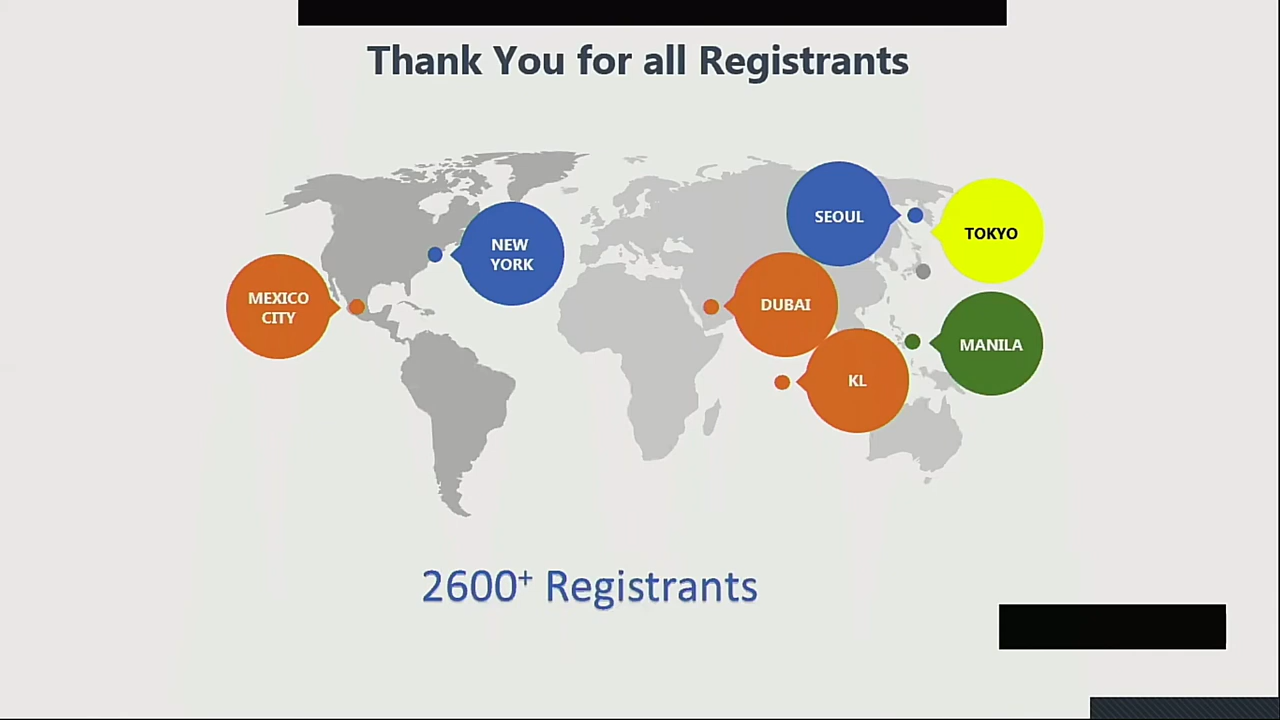 Thank You for all Registrants
SEOUL
TOKYO
NEW
YORK
MEXICO
CITY
DUBAI
MANILA
KL
2600⁺ Registrants